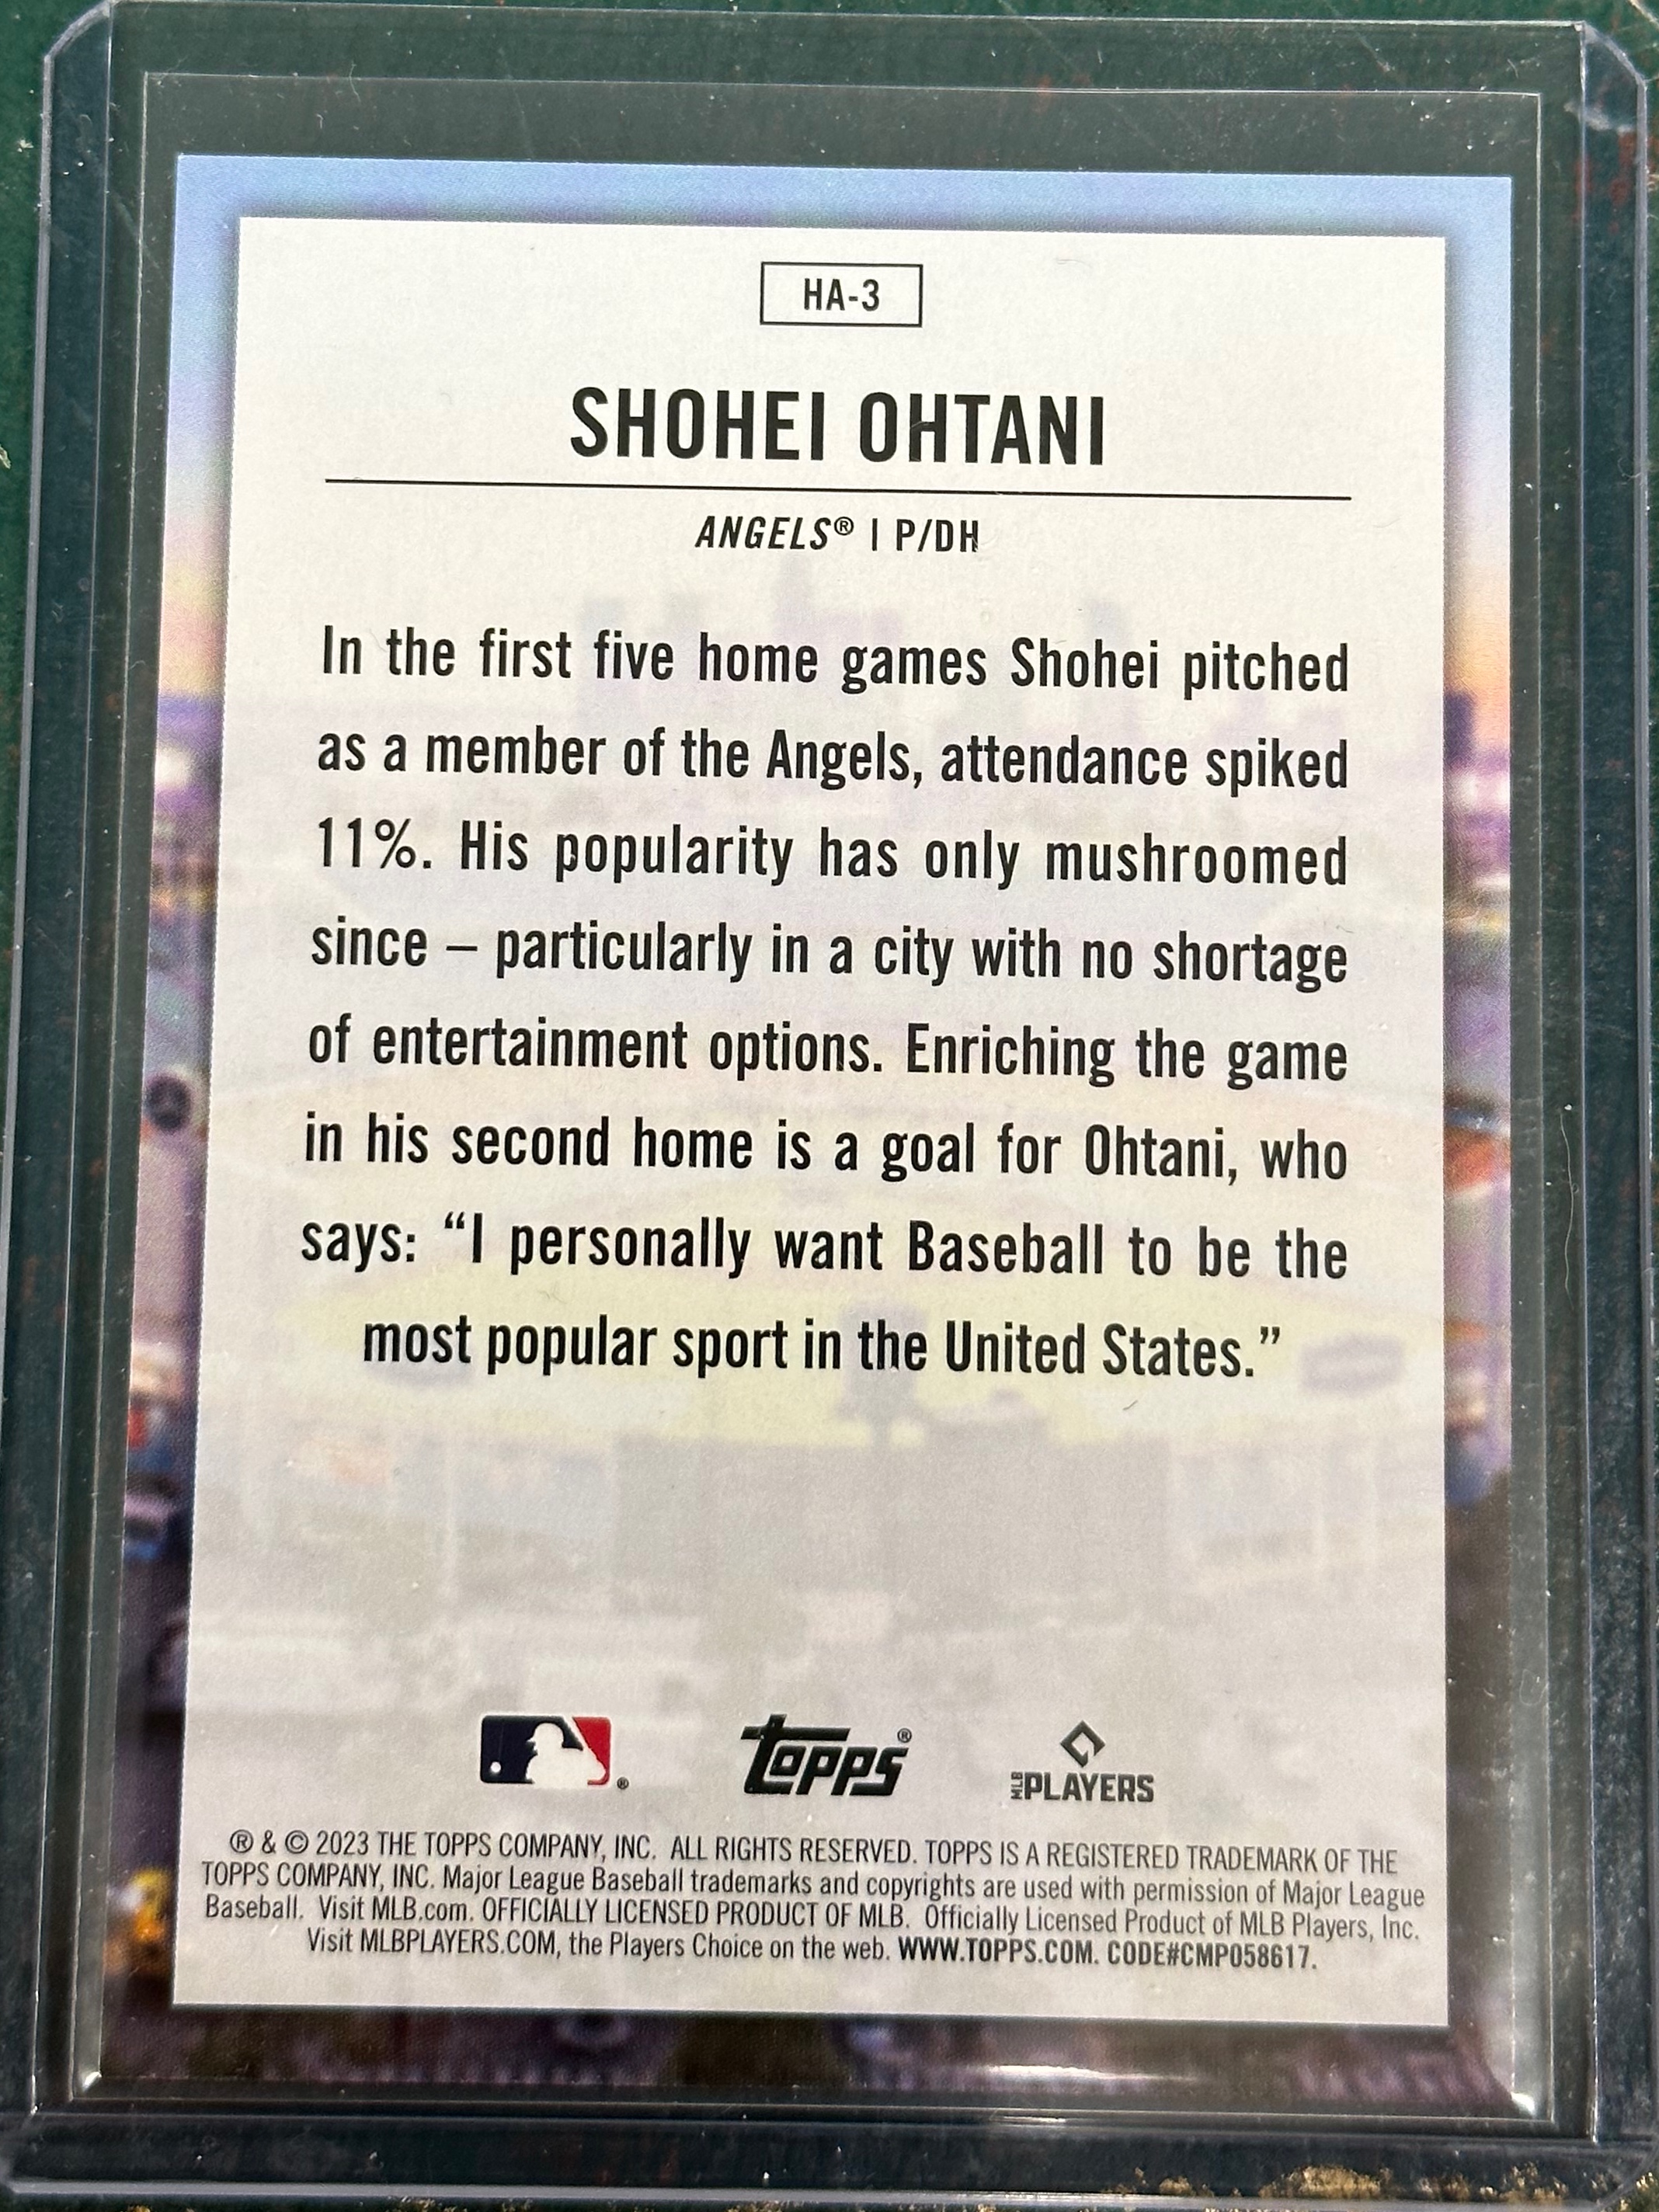 HA-3
SHOHEI OHTANI
ANGELS® | P/DH
In the first five home games Shohei pitched
as a member of the Angels, attendance spiked
11%. His popularity has only mushroomed
since – particularly in a city with no shortage
of entertainment options. Enriching the game
in his second home is a goal for Ohtani, who
says: “I personally want Baseball to be the
most popular sport in the United States.”
® topps® MLB PLAYERS
® & © 2023 THE TOPPS COMPANY, INC. ALL RIGHTS RESERVED. TOPPS IS A REGISTERED TRADEMARK OF THE
TOPPS COMPANY, INC. Major League Baseball trademarks and copyrights are used with permission of Major League
Baseball. Visit MLB.com. OFFICIALLY LICENSED PRODUCT OF MLB. Officially Licensed Product of MLB Players, Inc.
Visit MLBPLAYERS.COM, the Players Choice on the web. WWW.TOPPS.COM. CODE#CMP058617.